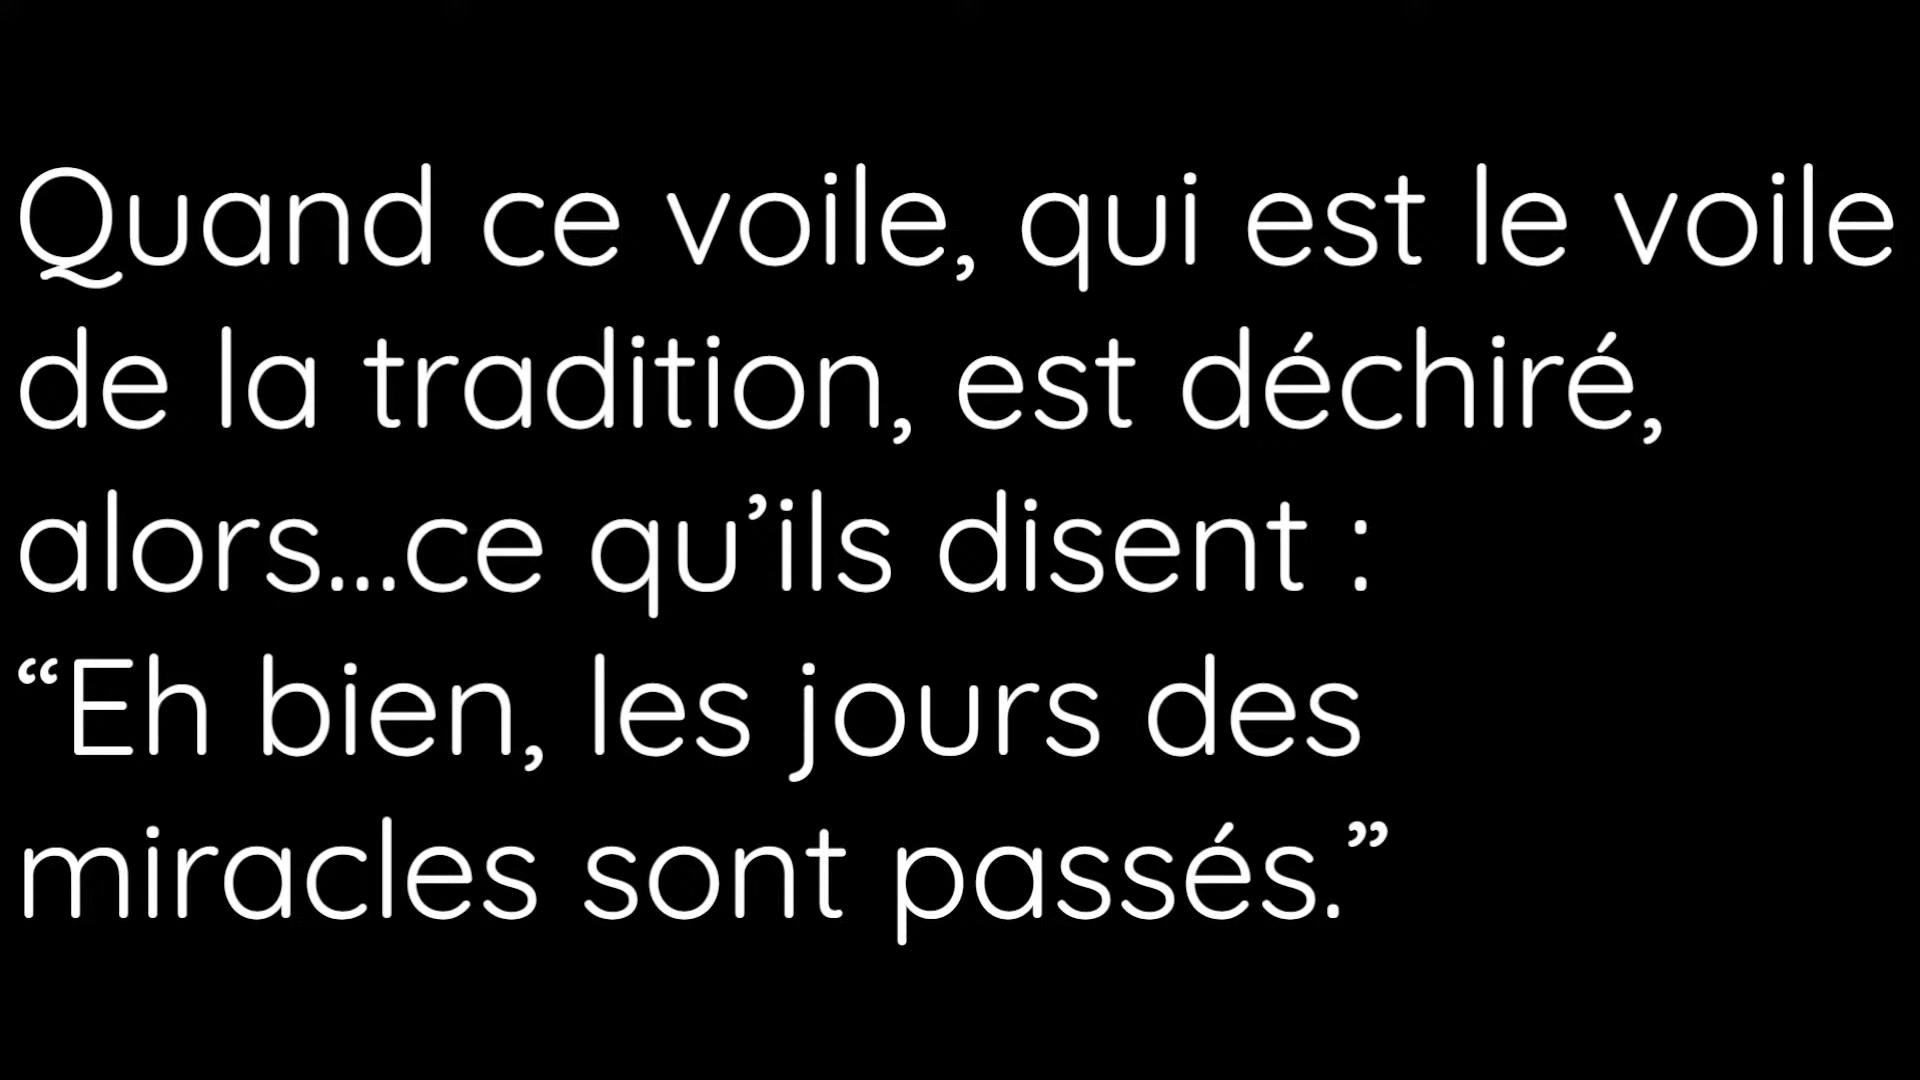 Quand ce voile, qui est le voile
de la tradition, est déchiré,
alors...ce qu’ils disent :
“Eh bien, les jours des
miracles sont passés.”